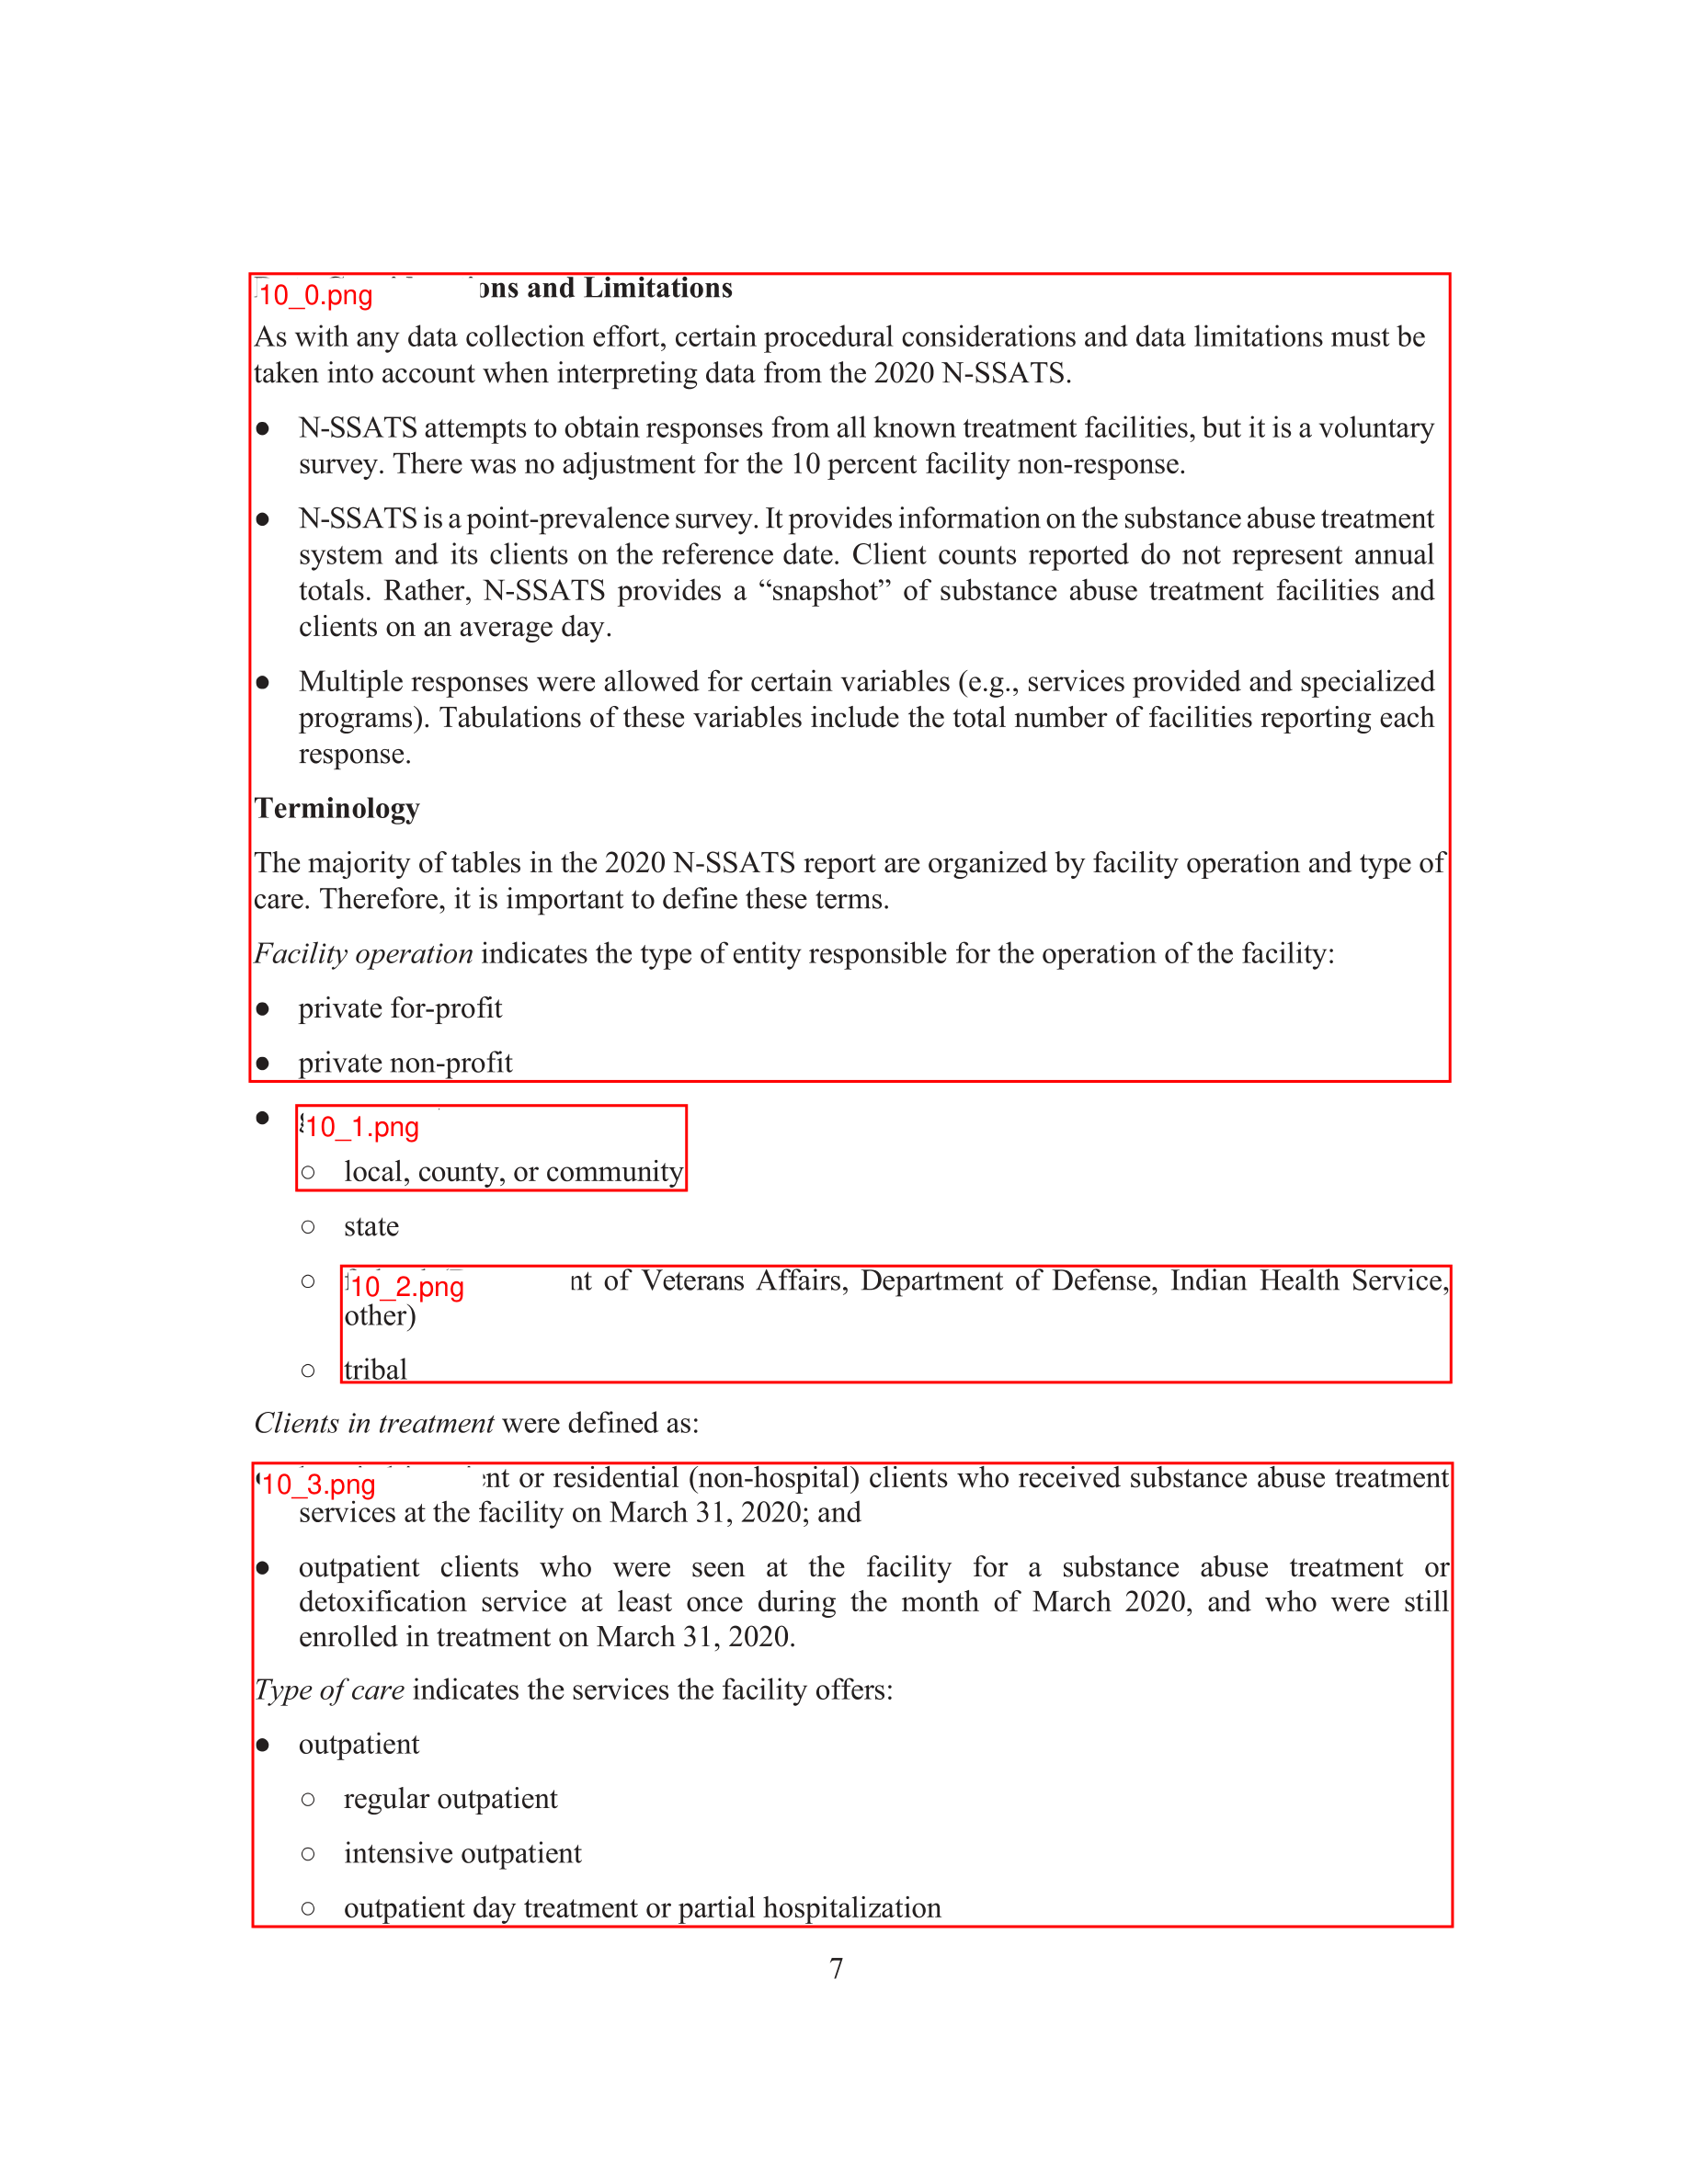 10_0.png ons and Limitations
As with any data collection effort, certain procedural considerations and data limitations must be
taken into account when interpreting data from the 2020 N-SSATS.
● N-SSATS attempts to obtain responses from all known treatment facilities, but it is a voluntary
survey. There was no adjustment for the 10 percent facility non-response.
● N-SSATS is a point-prevalence survey. It provides information on the substance abuse treatment
system and its clients on the reference date. Client counts reported do not represent annual
totals. Rather, N-SSATS provides a “snapshot” of substance abuse treatment facilities and
clients on an average day.
● Multiple responses were allowed for certain variables (e.g., services provided and specialized
programs). Tabulations of these variables include the total number of facilities reporting each
response.
Terminology
The majority of tables in the 2020 N-SSATS report are organized by facility operation and type of
care. Therefore, it is important to define these terms.
Facility operation indicates the type of entity responsible for the operation of the facility:
● private for-profit
● private non-profit
● 10_1.png
○ local, county, or community
○ state
○ 10_2.png nt of Veterans Affairs, Department of Defense, Indian Health Service,
other)
○ tribal
Clients in treatment were defined as:
10_3.png nt or residential (non-hospital) clients who received substance abuse treatment
services at the facility on March 31, 2020; and
● outpatient clients who were seen at the facility for a substance abuse treatment or
detoxification service at least once during the month of March 2020, and who were still
enrolled in treatment on March 31, 2020.
Type of care indicates the services the facility offers:
● outpatient
○ regular outpatient
○ intensive outpatient
○ outpatient day treatment or partial hospitalization
7